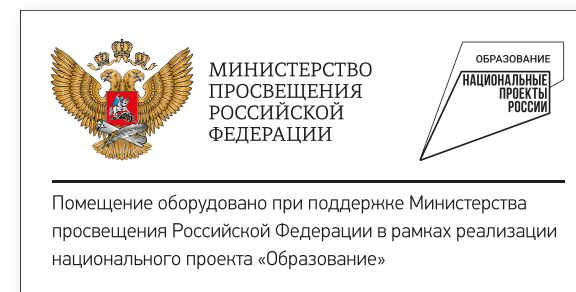 МИНИСТЕРСТВО
ПРОСВЕЩЕНИЯ
РОССИЙСКОЙ
ФЕДЕРАЦИИ
ОБРАЗОВАНИЕ
НАЦИОНАЛЬНЫЕ
ПРОЕКТЫ
РОССИИ
Помещение оборудовано при поддержке Министерства
просвещения Российской Федерации в рамках реализации
национального проекта «Образование»